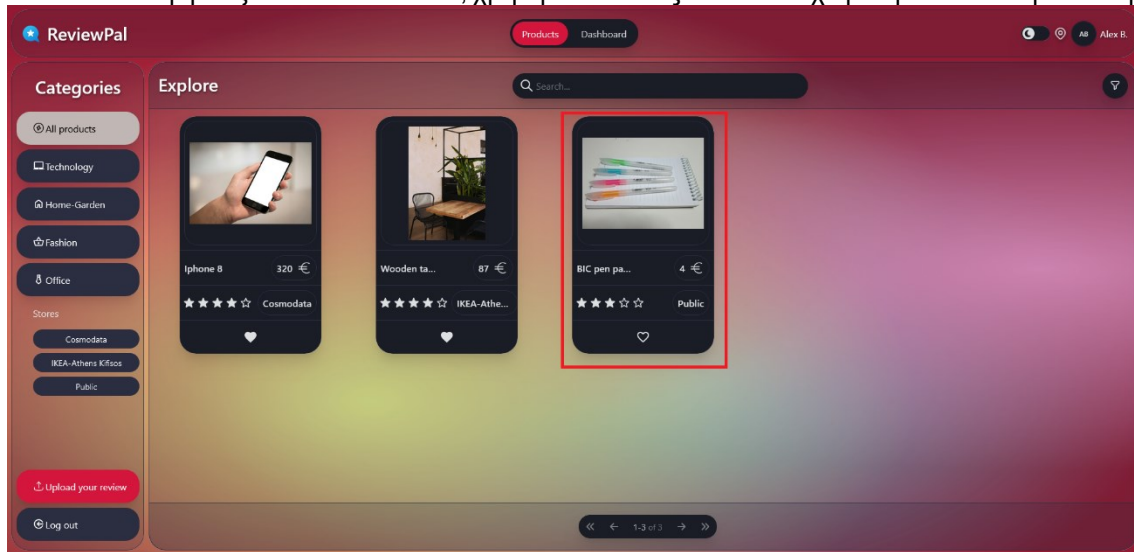 ReviewPal
Products Dashboard
AB Alex B.
Categories
Explore
Search...
All products
Technology
Home-Garden
Fashion
Office
Stores
Cosmodata
IKEA-Athens Kifisos
Public
Upload your review
Log out
Iphone 8 320 €
★★★★☆ Cosmodata
Wooden ta... 87 €
★★★★☆ IKEA-Athe...
BIC pen pa... 4 €
★★★☆☆ Public
1-3 of 3